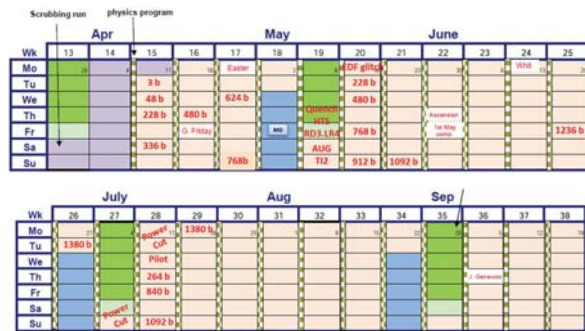 Scrubbing run
physics program
Apr May June
Wk 13 14 15 16 17 18 19 20 21 22 23 24 25
Mo Easter EDF glitch Whit
Tu 3 b 228 b
We 48 b 624 b 480 b
Th 228 b 480 b Quench HTS Ascension
Fr G. Friday MD RD3.LR4 768 b 1st May comp. 1236 b
Sa 336 b AUG
Su 768b TI2 912 b 1092 b
July Aug Sep
Wk 26 27 28 29 30 31 32 33 34 35 36 37 38
Mo Power Cut 1380 b
Tu 1380 b
We Pilot
Th 264 b J. Genevois
Fr 840 b
Sa Power Cut
Su 1092 b